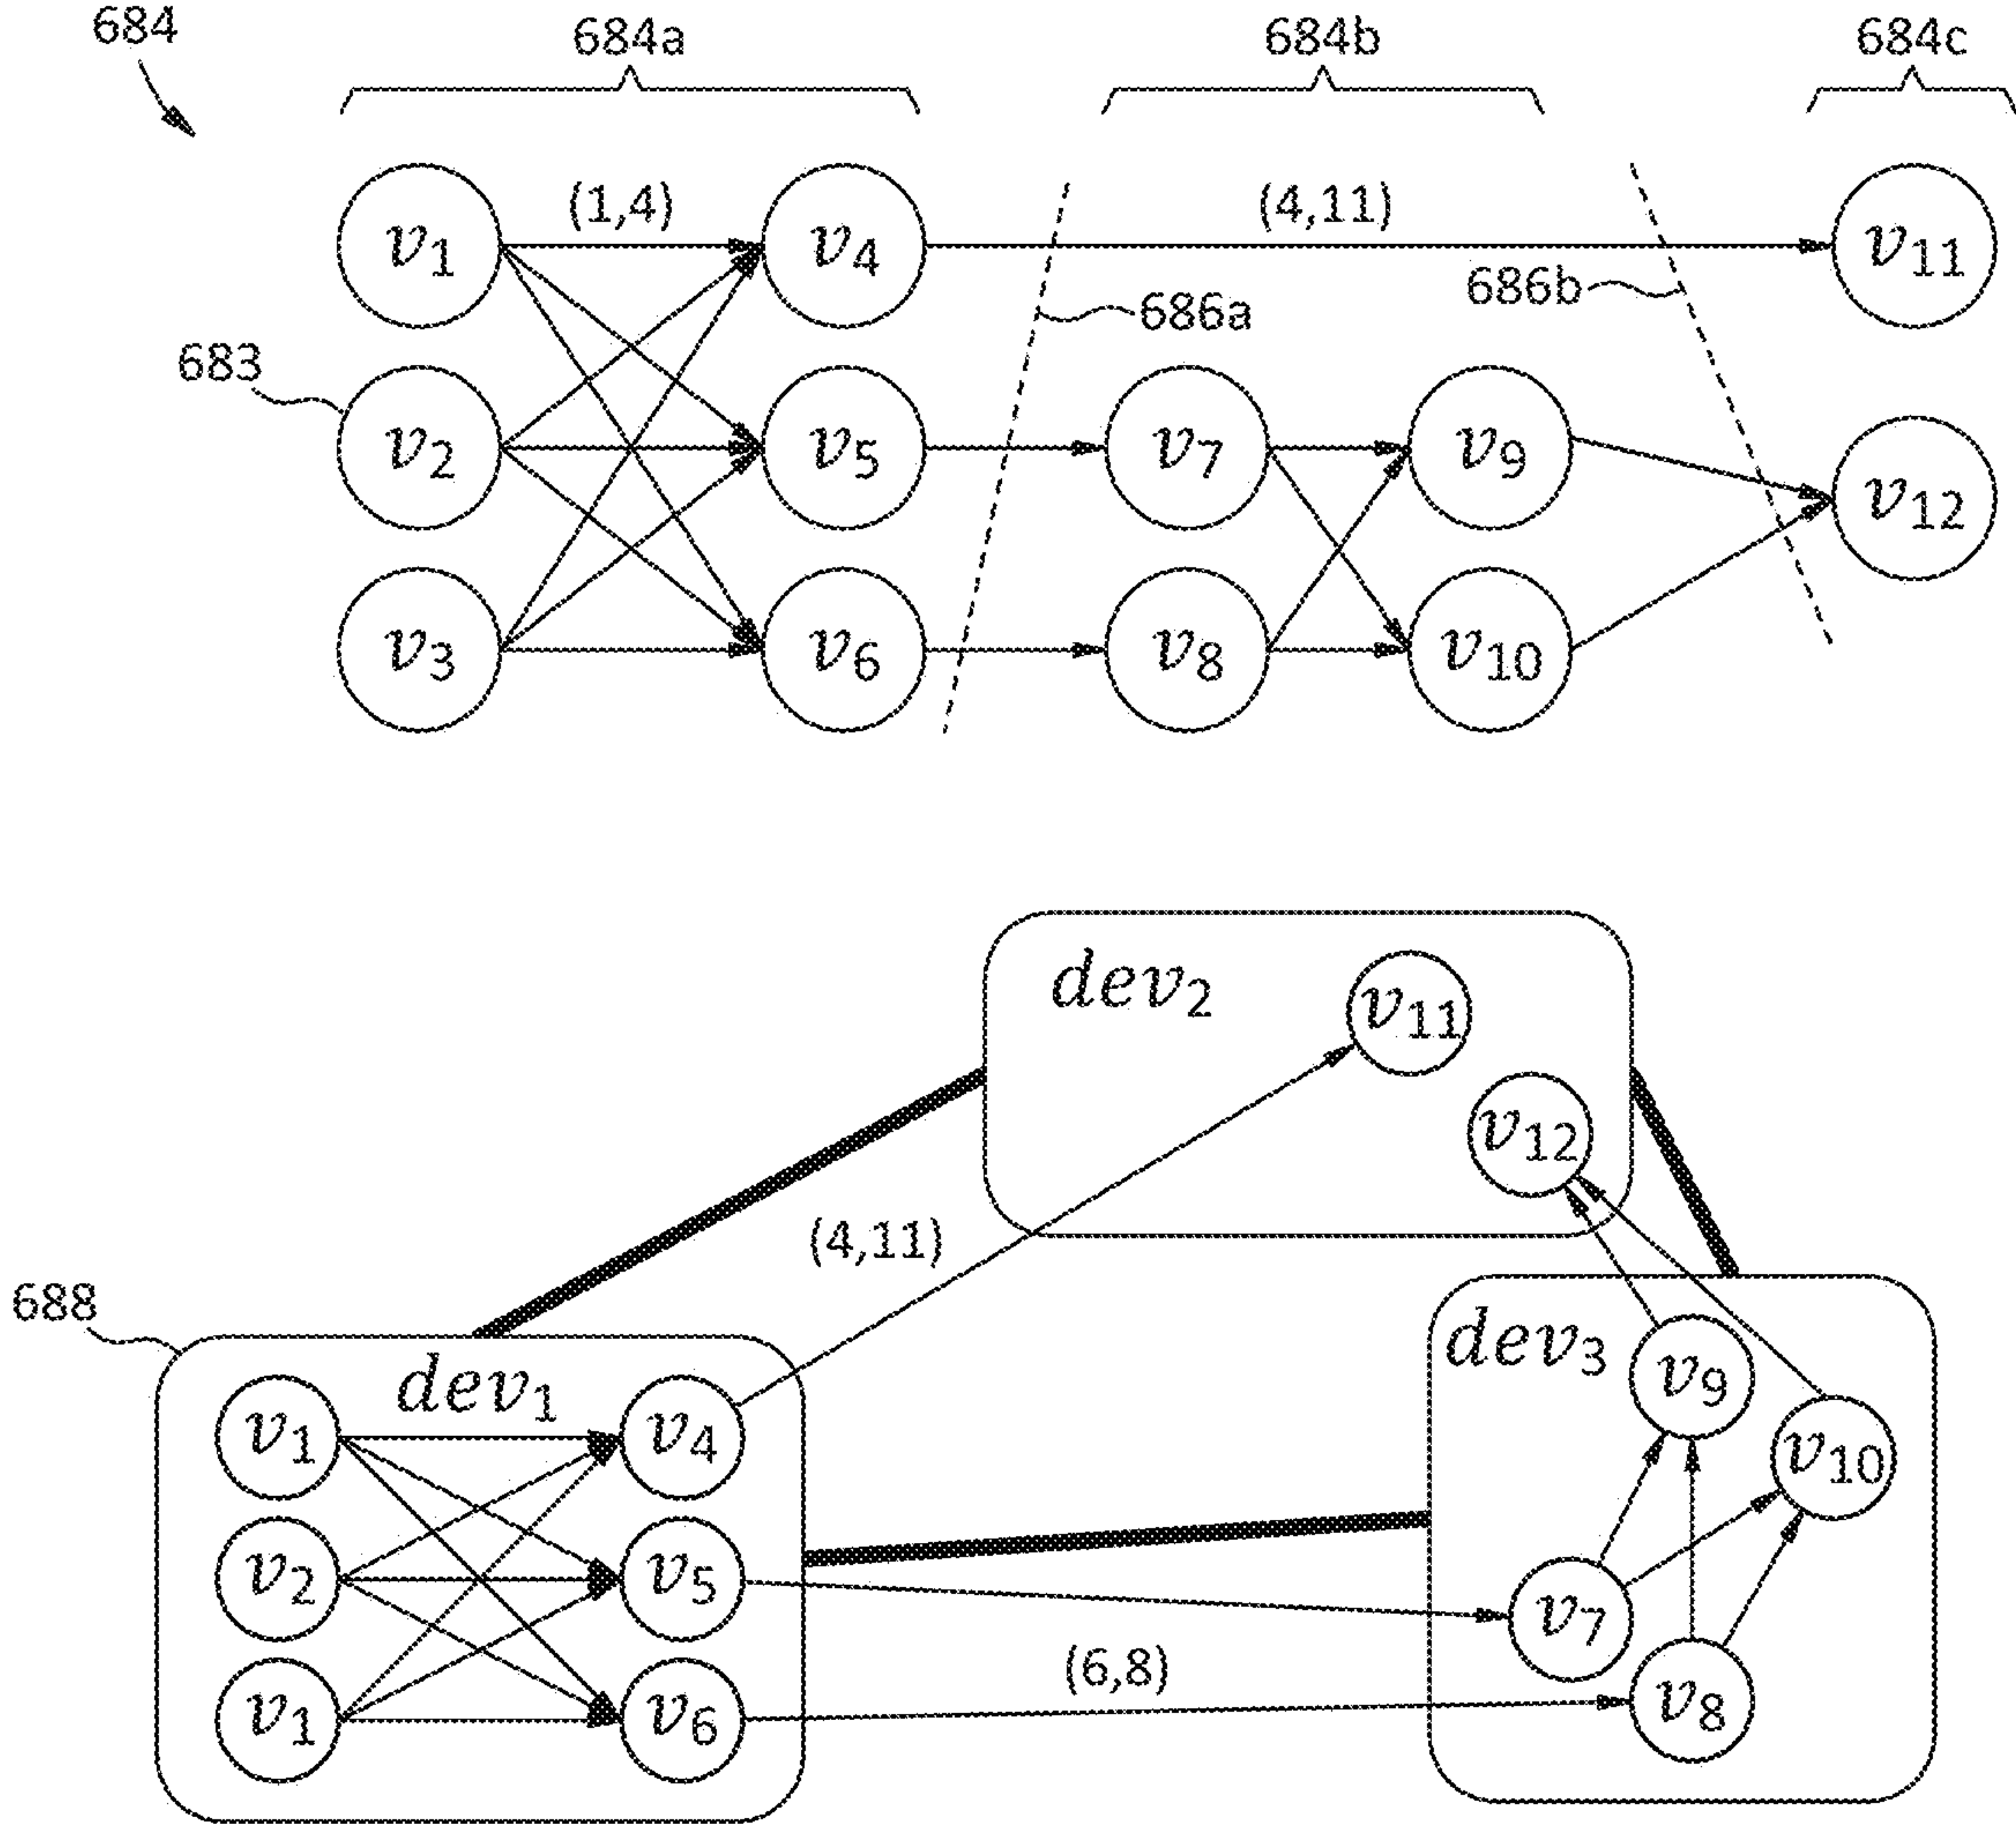 684
684a
684b
684c
v1
(1,4)
v4
(4,11)
v11
686a
686b
683
v2
v5
v7
v9
v12
v3
v6
v8
v10
dev2
v11
v12
(4,11)
688
dev1
dev3
v1
v4
v9
v10
v2
v5
v7
(6,8)
v1
v6
v8